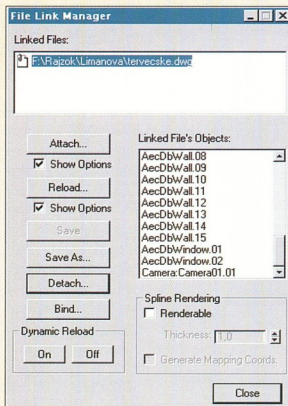 File Link Manager
Linked Files:
F:\Rajzok\Limanova\tervecske.dwg
Attach...
Show Options
Reload...
Show Options
Save
Save As...
Detach...
Bind...
Dynamic Reload
On Off
Linked File's Objects:
AecDbWall.08
AecDbWall.09
AecDbWall.10
AecDbWall.11
AecDbWall.12
AecDbWall.13
AecDbWall.14
AecDbWall.15
AecDbWindow.01
AecDbWindow.02
Camera:Camera01.01
Spline Rendering
Renderable
Thickness: 1,0
Generate Mapping Coords.
Close